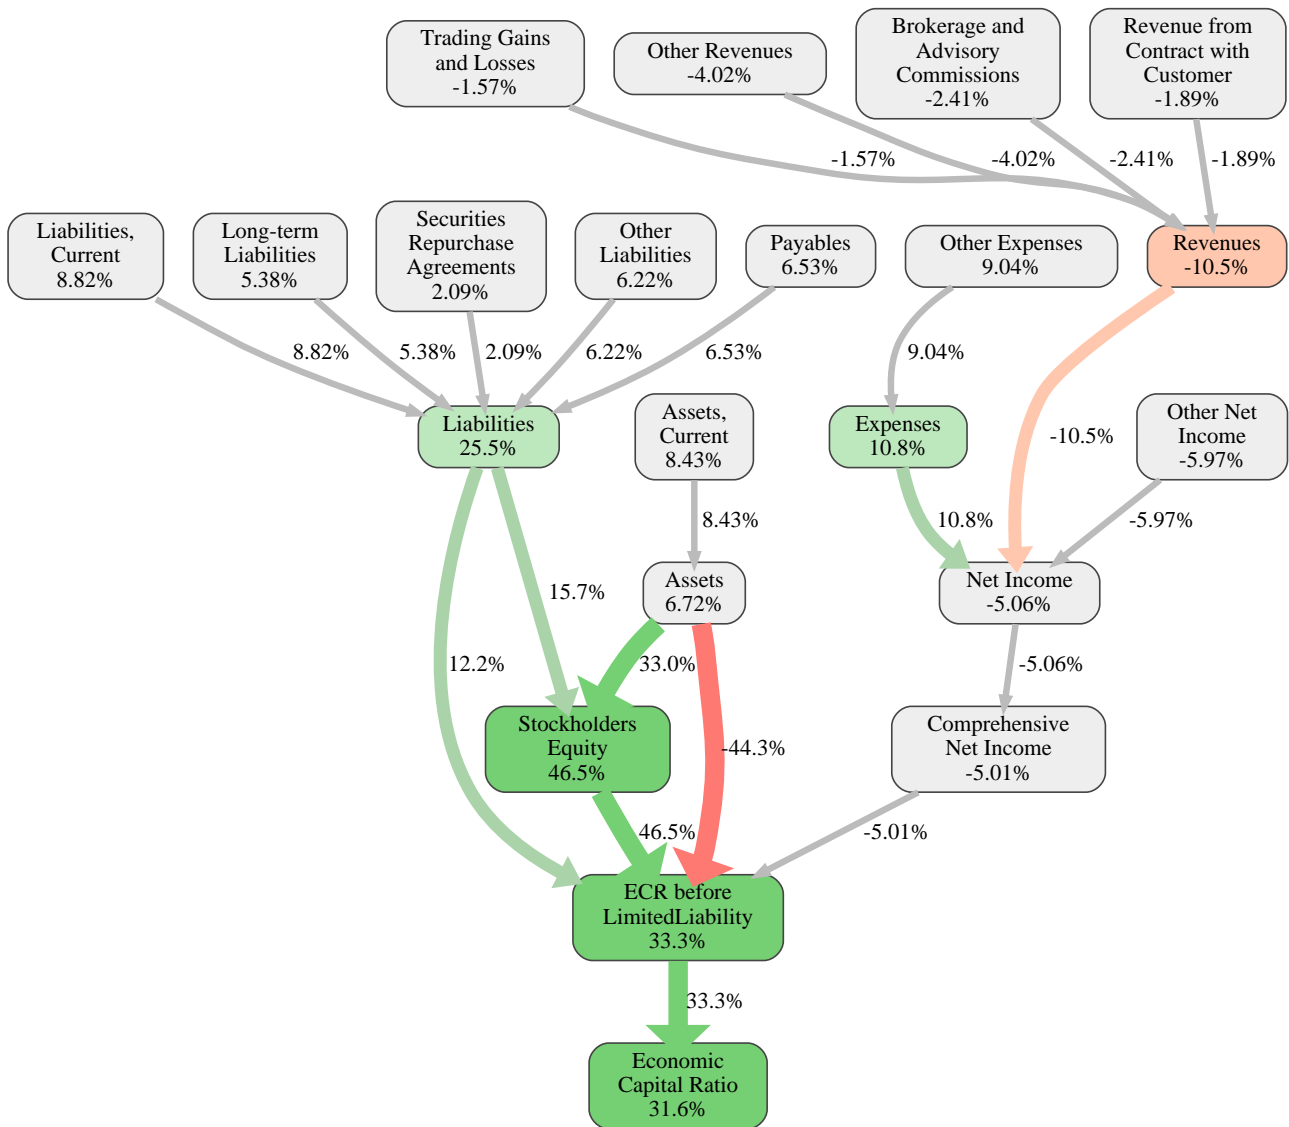 Trading Gains
and Losses
-1.57%
Other Revenues
-4.02%
Brokerage and
Advisory
Commissions
-2.41%
Revenue from
Contract with
Customer
-1.89%
-1.57%
-4.02%
-2.41%
-1.89%
Liabilities,
Current
8.82%
Long-term
Liabilities
5.38%
Securities
Repurchase
Agreements
2.09%
Other
Liabilities
6.22%
Payables
6.53%
Other Expenses
9.04%
Revenues
-10.5%
8.82%
5.38%
2.09%
6.22%
6.53%
9.04%
-10.5%
Liabilities
25.5%
Assets,
Current
8.43%
Expenses
10.8%
Other Net
Income
-5.97%
8.43%
10.8%
-5.97%
15.7%
12.2%
Assets
6.72%
Net Income
-5.06%
33.0%
-44.3%
-5.06%
Stockholders
Equity
46.5%
Comprehensive
Net Income
-5.01%
46.5%
-5.01%
ECR before
LimitedLiability
33.3%
33.3%
Economic
Capital Ratio
31.6%